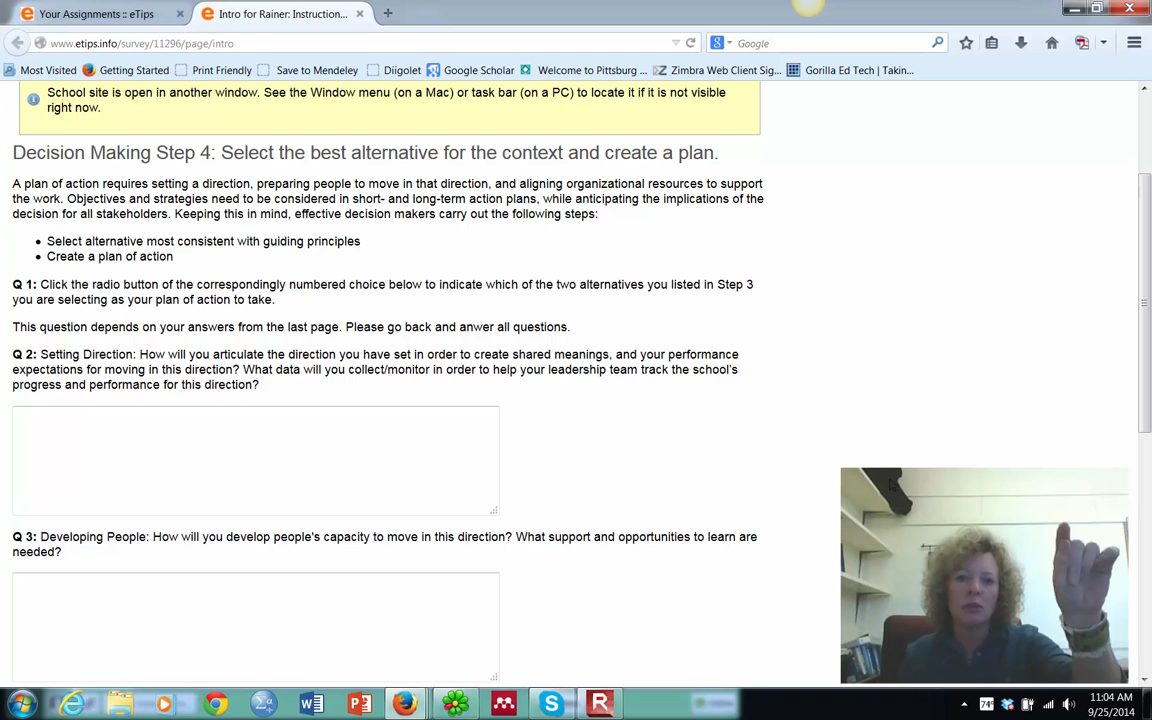 Your Assignments :: eTips
Intro for Rainer: Instruction...
www.etips.info/survey/11296/page/intro
Google
Most Visited Getting Started Print Friendly Save to Mendeley Diigolet Google Scholar Welcome to Pittsburg ... Zimbra Web Client Sig... Gorilla Ed Tech | Takin...
School site is open in another window. See the Window menu (on a Mac) or task bar (on a PC) to locate it if it is not visible
right now.
Decision Making Step 4: Select the best alternative for the context and create a plan.
A plan of action requires setting a direction, preparing people to move in that direction, and aligning organizational resources to support
the work. Objectives and strategies need to be considered in short- and long-term action plans, while anticipating the implications of the
decision for all stakeholders. Keeping this in mind, effective decision makers carry out the following steps:
• Select alternative most consistent with guiding principles
• Create a plan of action
Q 1: Click the radio button of the correspondingly numbered choice below to indicate which of the two alternatives you listed in Step 3
you are selecting as your plan of action to take.
This question depends on your answers from the last page. Please go back and anwer all questions.
Q 2: Setting Direction: How will you articulate the direction you have set in order to create shared meanings, and your performance
expectations for moving in this direction? What data will you collect/monitor in order to help your leadership team track the school's
progress and performance for this direction?
Q 3: Developing People: How will you develop people's capacity to move in this direction? What support and opportunities to learn are
needed?
11:04 AM
9/25/2014